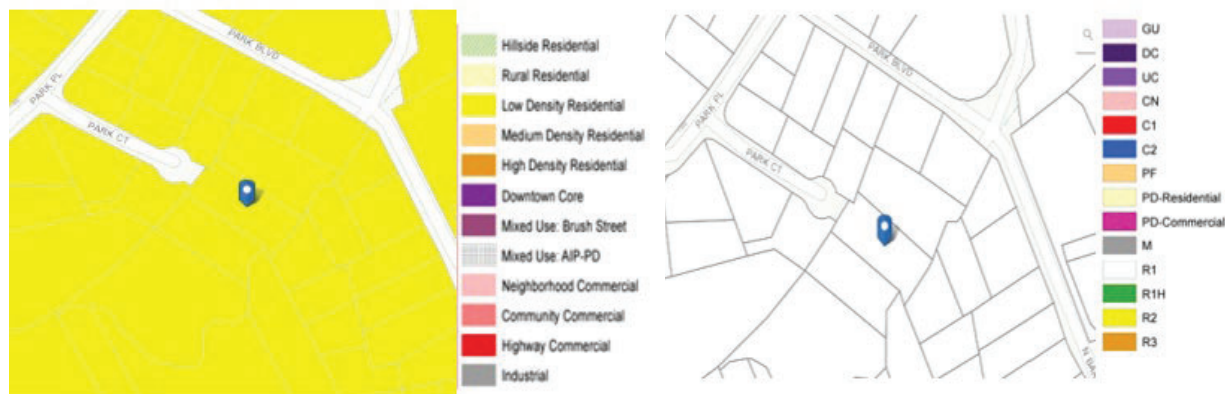 PARK BLVD
PARK PL
PARK CT
Hillside Residential
Rural Residential
Low Density Residential
Medium Density Residential
High Density Residential
Downtown Core
Mixed Use: Brush Street
Mixed Use: AIP-PD
Neighborhood Commercial
Community Commercial
Highway Commercial
Industrial
PARK BLVD
PARK PL
PARK CT
N BA
GU
DC
UC
CN
C1
C2
PF
PD-Residential
PD-Commercial
M
R1
R1H
R2
R3